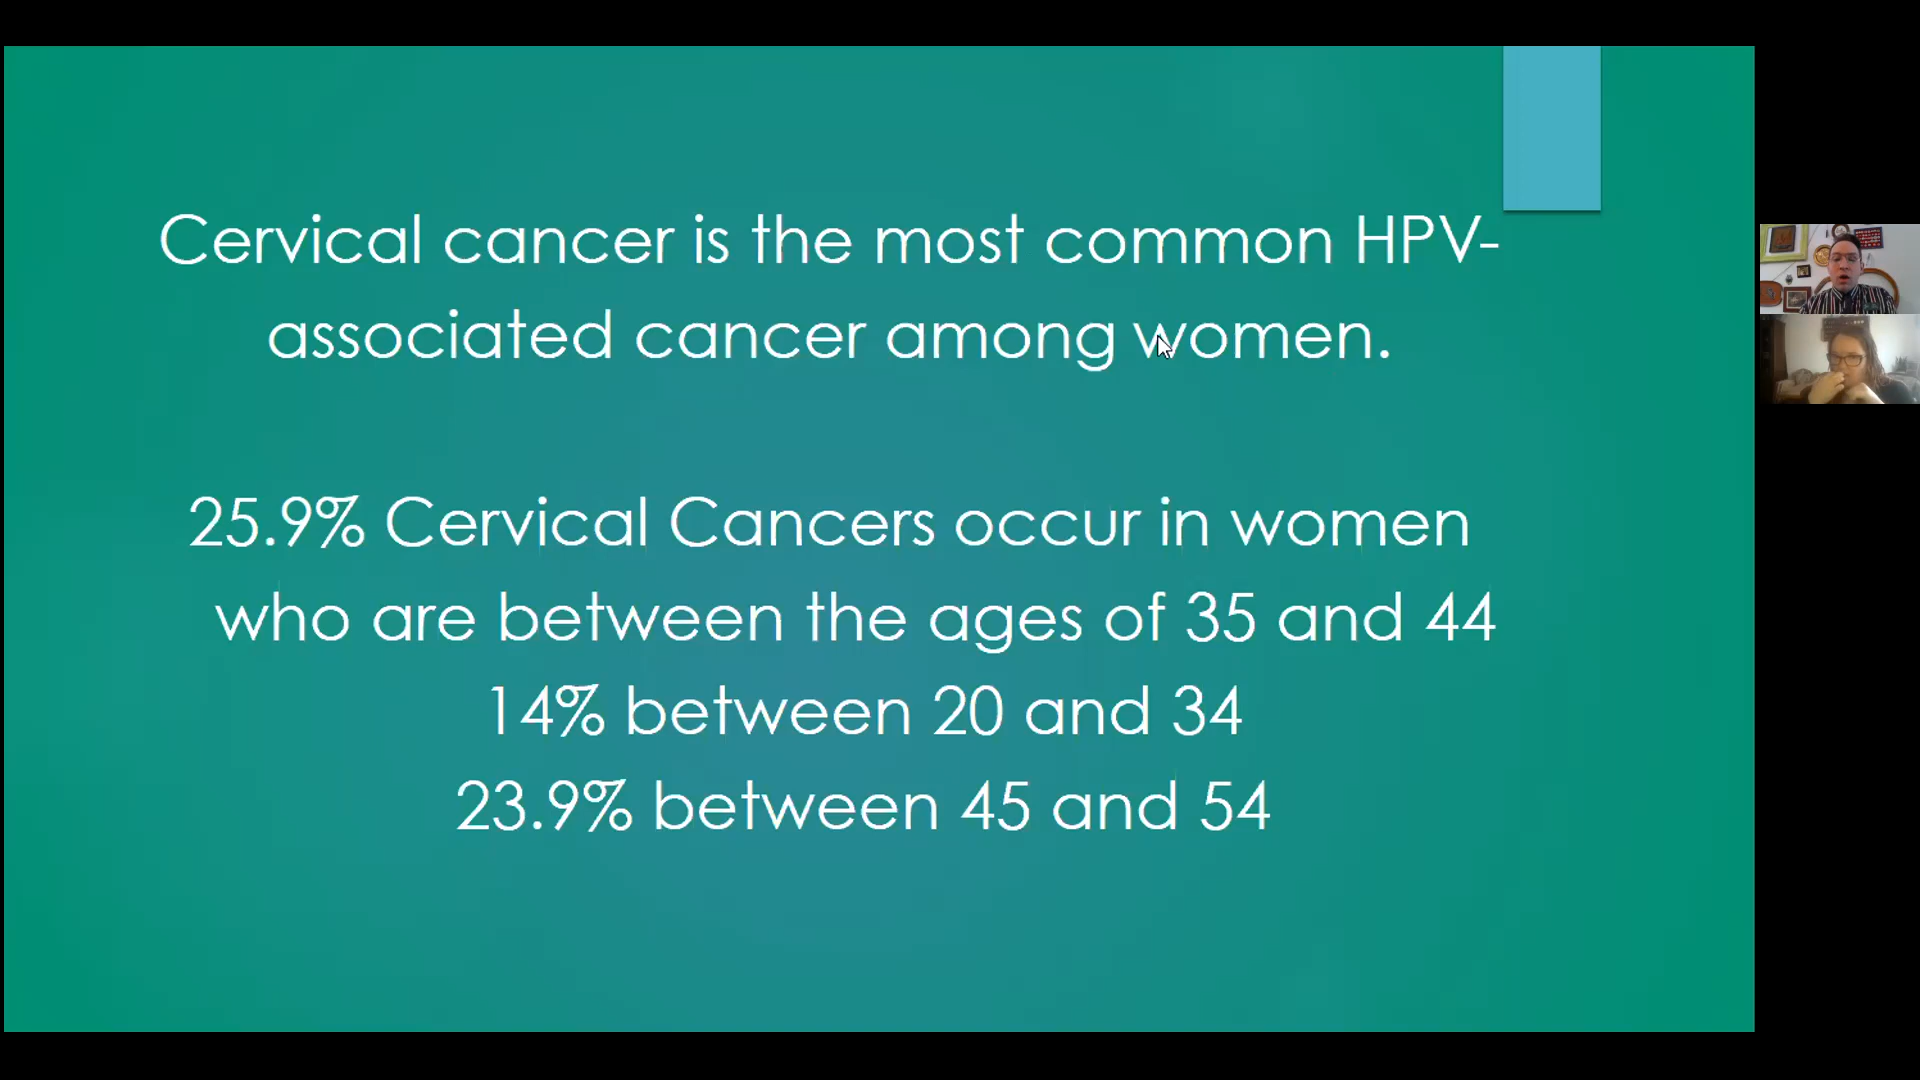 Cervical cancer is the most common HPV-
associated cancer among women.
25.9% Cervical Cancers occur in women
who are between the ages of 35 and 44
14% between 20 and 34
23.9% between 45 and 54